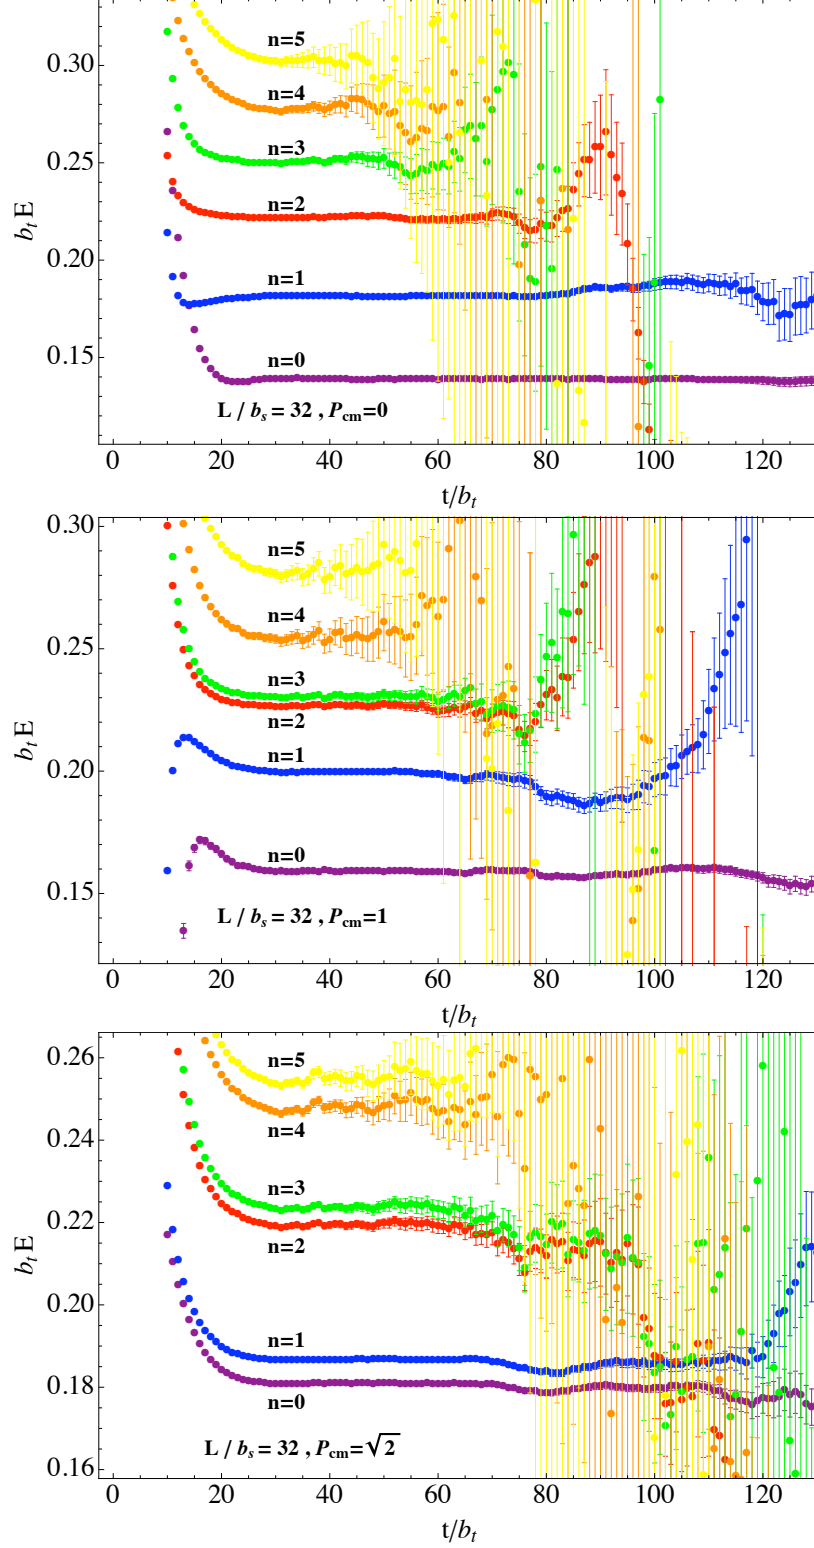 n=5
0.30
n=4
n=3
0.25
n=2
b_t E
0.20
n=1
0.15
n=0
L / b_s = 32 , P_cm=0
0 20 40 60 80 100 120
t/b_t
0.30
n=5
n=4
0.25
n=3
n=2
b_t E
n=1
0.20
n=0
0.15
L / b_s = 32 , P_cm=1
0 20 40 60 80 100 120
t/b_t
0.26
n=5
n=4
0.24
n=3
0.22
n=2
b_t E
0.20
n=1
0.18
n=0
L / b_s = 32 , P_cm=√2
0.16
0 20 40 60 80 100 120
t/b_t